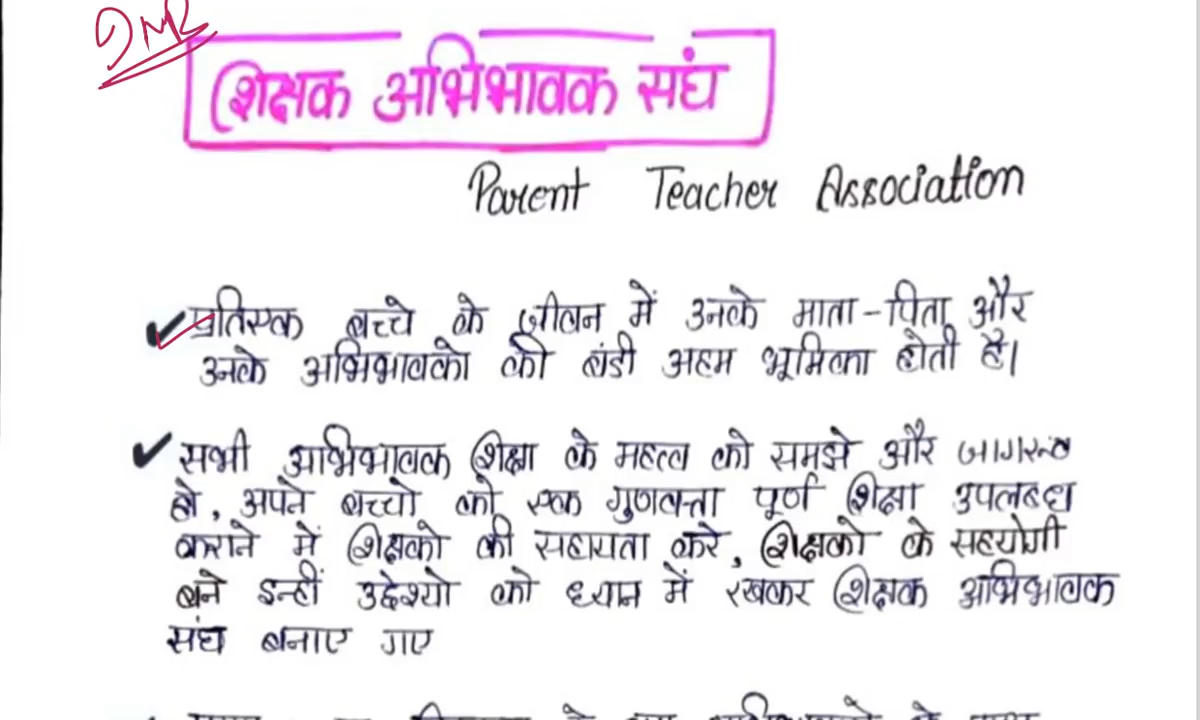 शिक्षक अभिभावक संघ
Parent Teacher Association
प्रतिएक बच्चे के जीवन में उनके माता-पिता और
उनके अभिभावको की बंडी अहम भूमिका होती है।
सभी अभिभावक शिक्षा के महत्व को समझे और जागरूक
हो, अपने बच्चो को एक गुणवत्ता पूर्ण शिक्षा उपलबध
कराने में शिक्षको की सहायता करे, शिक्षको के सहयोगी
बने इन्हीं उद्देश्यो को ध्यान में रखकर शिक्षक अभिभावक
संघ बनाए गए